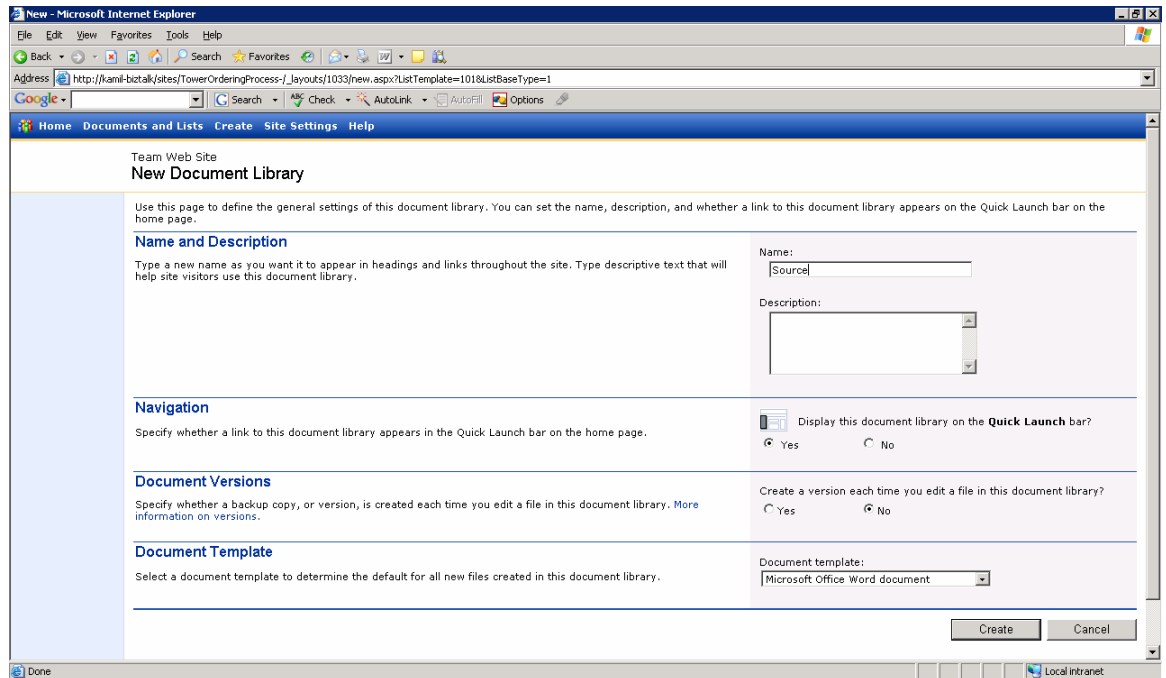 New - Microsoft Internet Explorer
File Edit View Favorites Tools Help
Back Search Favorites
Address http://kamil-biztalk/sites/TowerOrderingProcess-/_layouts/1033/new.aspx?ListTemplate=101&ListBaseType=1
Google Search ABC Check AutoLink AutoFill Options
Home Documents and Lists Create Site Settings Help
Team Web Site
New Document Library
Use this page to define the general settings of this document library. You can set the name, description, and whether a link to this document library appears on the Quick Launch bar on the
home page.
Name and Description
Type a new name as you want it to appear in headings and links throughout the site. Type descriptive text that will
help site visitors use this document library.
Name:
Source
Description:
Navigation
Specify whether a link to this document library appears in the Quick Launch bar on the home page.
Display this document library on the Quick Launch bar?
Yes No
Document Versions
Specify whether a backup copy, or version, is created each time you edit a file in this document library. More
information on versions.
Create a version each time you edit a file in this document library?
Yes No
Document Template
Select a document template to determine the default for all new files created in this document library.
Document template:
Microsoft Office Word document
Create Cancel
Done Local intranet